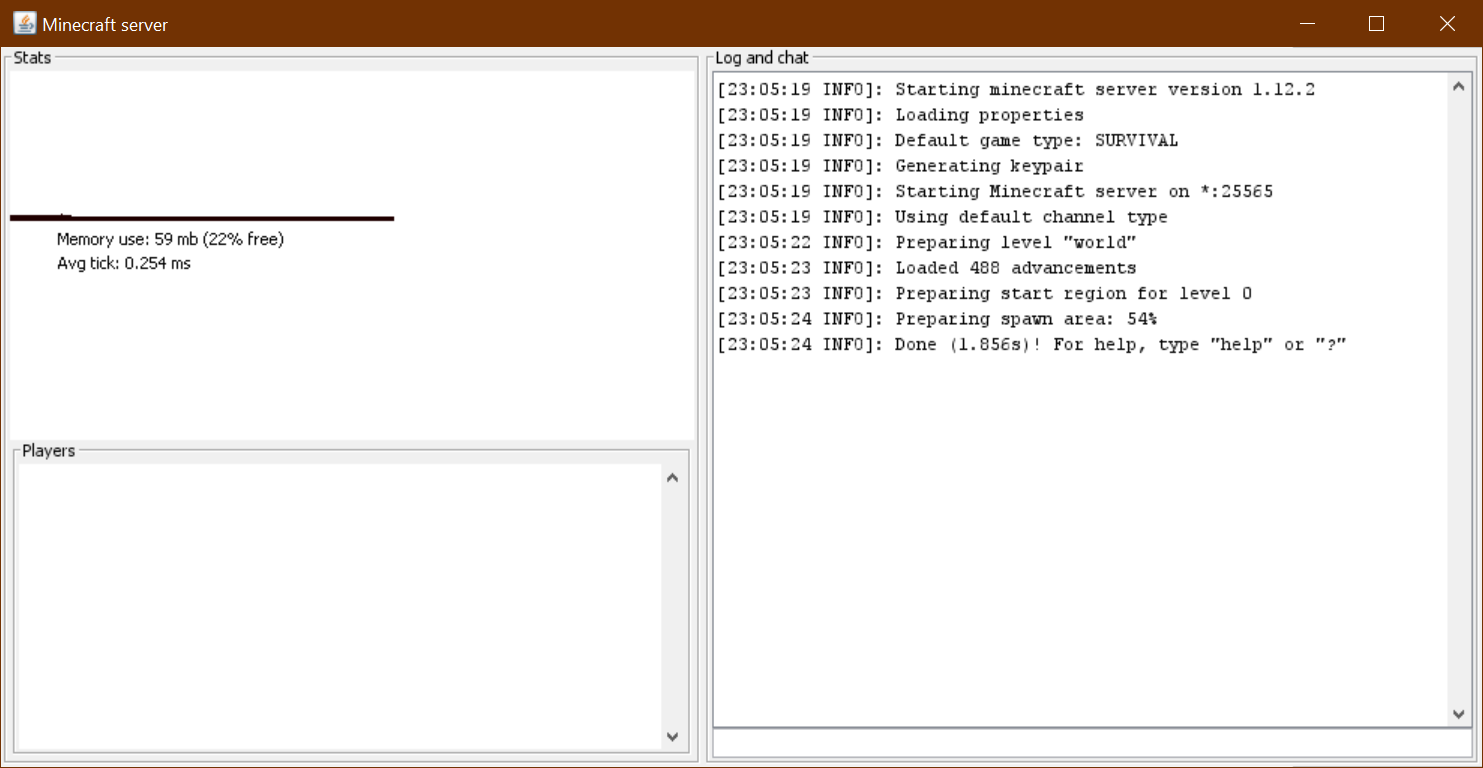 Minecraft server
Stats
Memory use: 59 mb (22% free)
Avg tick: 0.254 ms
Players
Log and chat
[23:05:19 INFO]: Starting minecraft server version 1.12.2
[23:05:19 INFO]: Loading properties
[23:05:19 INFO]: Default game type: SURVIVAL
[23:05:19 INFO]: Generating keypair
[23:05:19 INFO]: Starting Minecraft server on *:25565
[23:05:19 INFO]: Using default channel type
[23:05:22 INFO]: Preparing level "world"
[23:05:23 INFO]: Loaded 488 advancements
[23:05:23 INFO]: Preparing start region for level 0
[23:05:24 INFO]: Preparing spawn area: 54%
[23:05:24 INFO]: Done (1.856s)! For help, type "help" or "?"